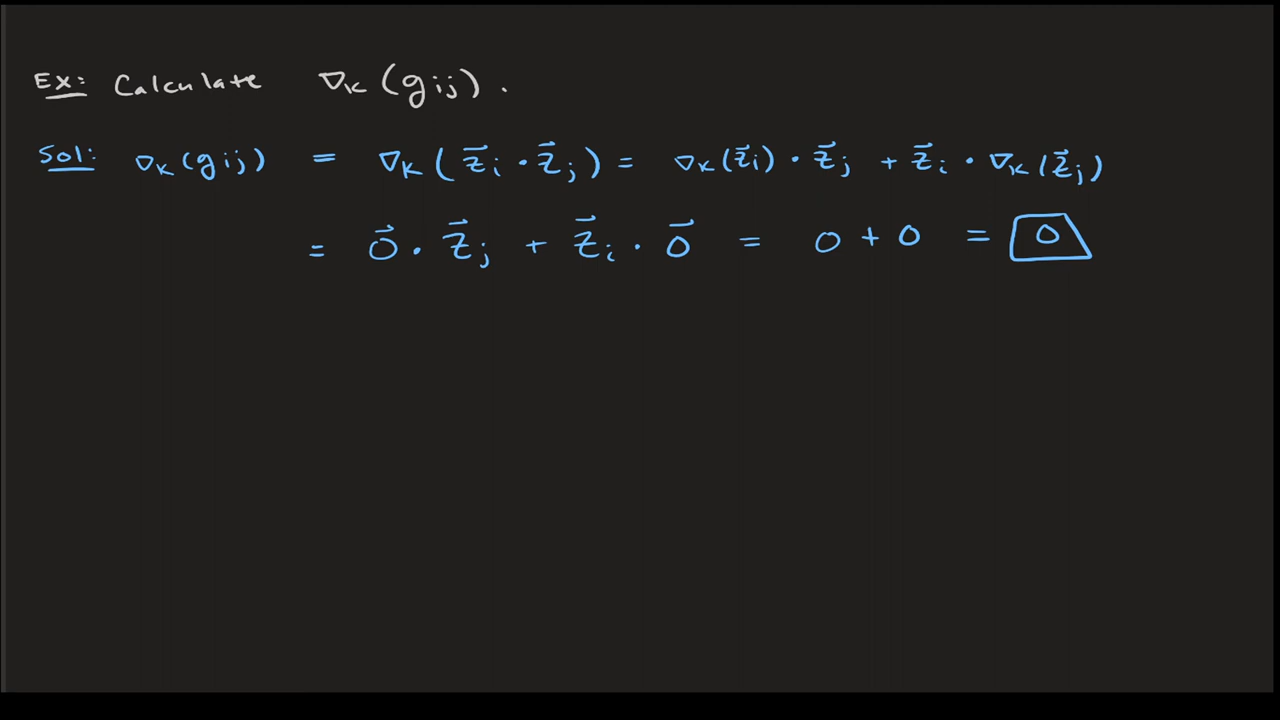 Ex: Calculate ∇ₖ(gᵢⱼ).
Sol: ∇ₖ(gᵢⱼ) = ∇ₖ(z⃗ᵢ · z⃗ⱼ) = ∇ₖ(z⃗ᵢ) · z⃗ⱼ + z⃗ᵢ · ∇ₖ(z⃗ⱼ)
= 0⃗ · z⃗ⱼ + z⃗ᵢ · 0⃗ = 0 + 0 = 0